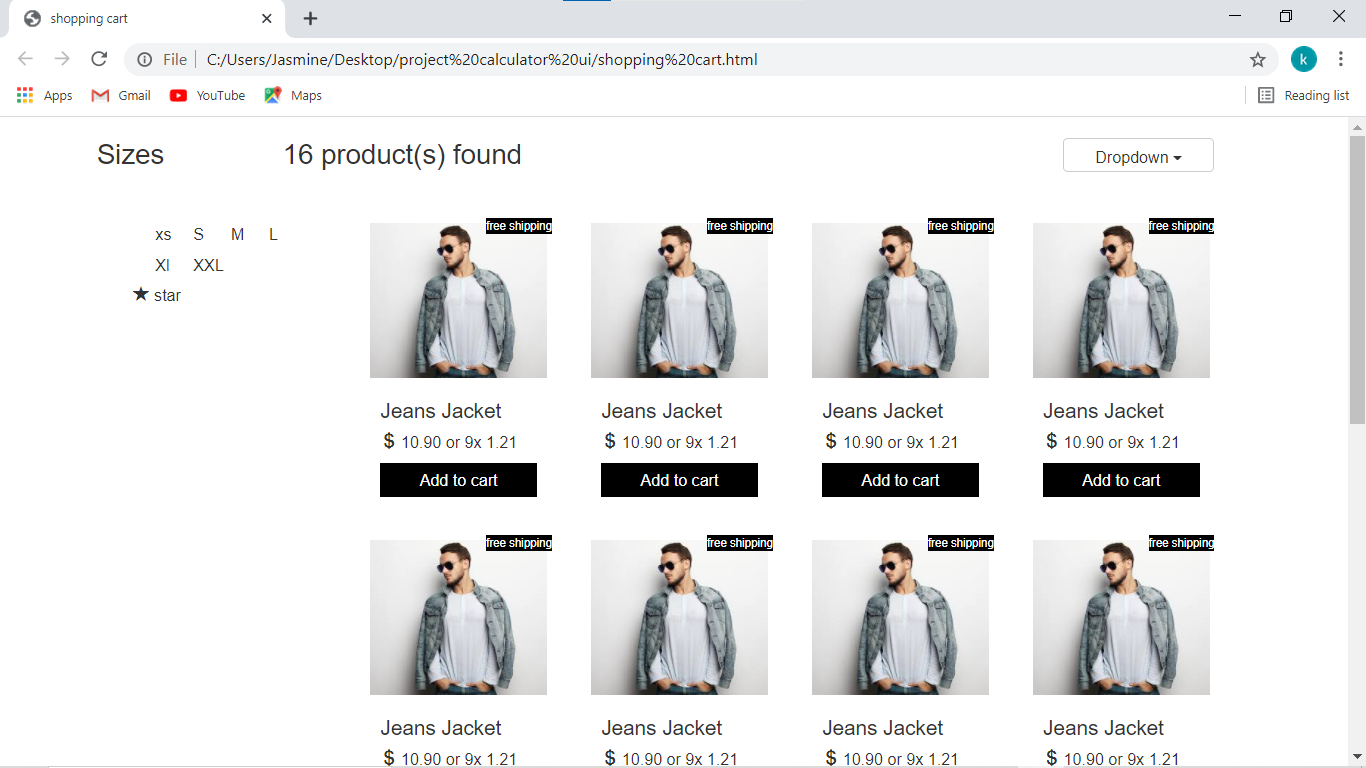 shopping cart
File C:/Users/Jasmine/Desktop/project%20calculator%20ui/shopping%20cart.html k
Apps Gmail YouTube Maps Reading list
Sizes 16 product(s) found Dropdown
free shipping free shipping free shipping free shipping
xs S M L
Xl XXL
★ star
Jeans Jacket Jeans Jacket Jeans Jacket Jeans Jacket
$ 10.90 or 9x 1.21 $ 10.90 or 9x 1.21 $ 10.90 or 9x 1.21 $ 10.90 or 9x 1.21
Add to cart Add to cart Add to cart Add to cart
free shipping free shipping free shipping free shipping
Jeans Jacket Jeans Jacket Jeans Jacket Jeans Jacket
$ 10.90 or 9x 1.21 $ 10.90 or 9x 1.21 $ 10.90 or 9x 1.21 $ 10.90 or 9x 1.21